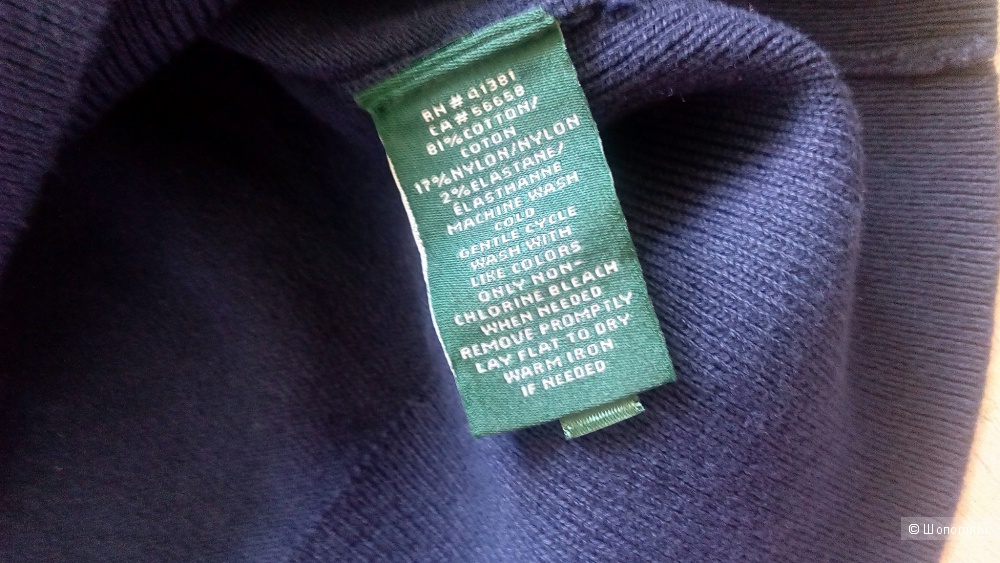 RN # 41381
CA # 56658
81% COTTON/
COTON
17% NYLON/NYLON
2% ELASTANE/
ÉLASTHANNE
MACHINE WASH
COLD
GENTLE CYCLE
WASH WITH
LIKE COLORS
ONLY NON-
CHLORINE BLEACH
WHEN NEEDED
REMOVE PROMPTLY
LAY FLAT TO DRY
WARM IRON
IF NEEDED
©